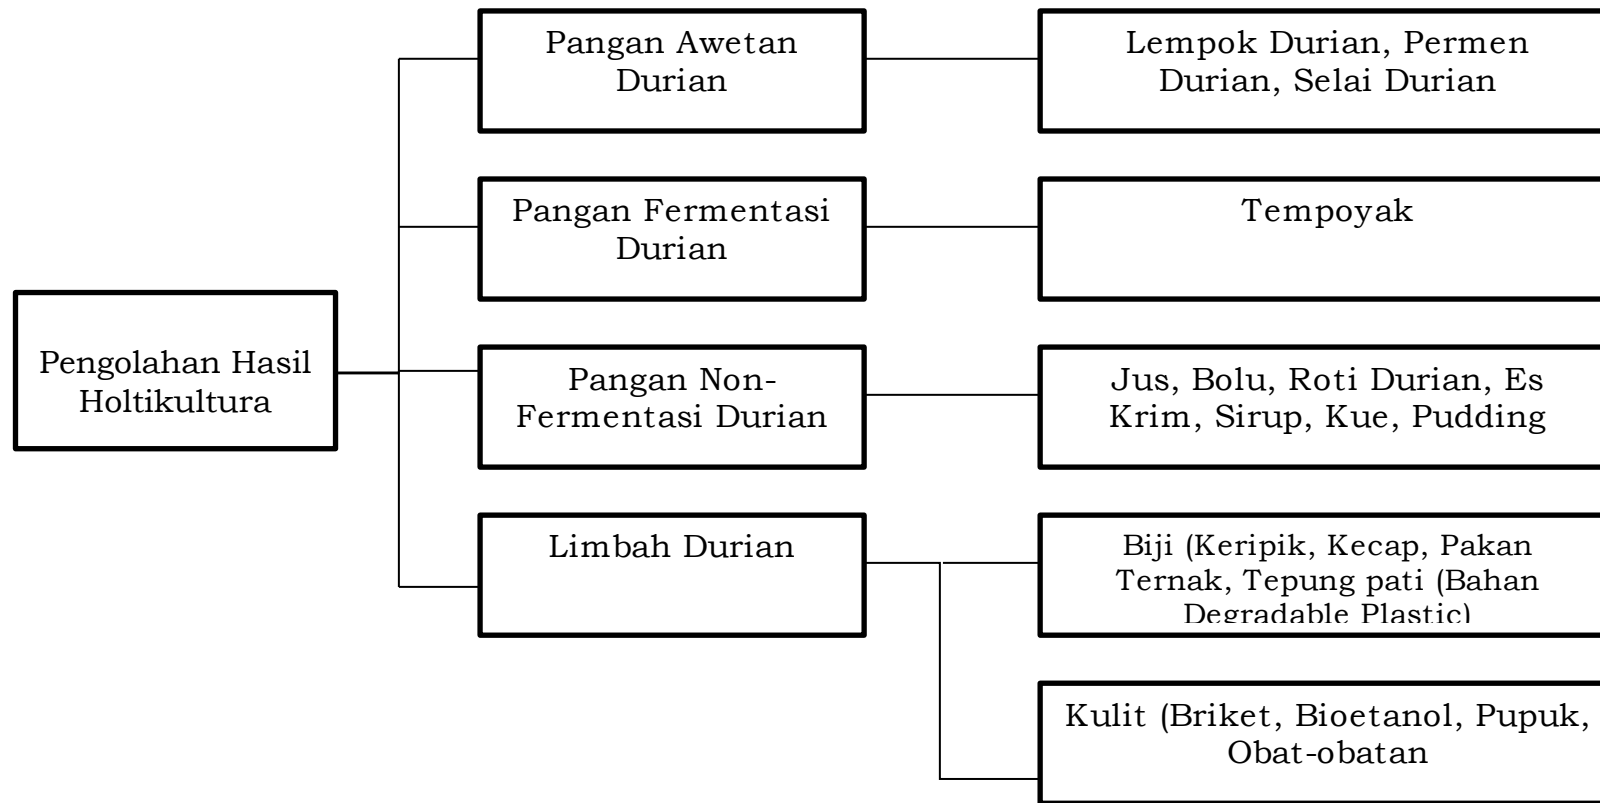 Pangan Awetan
Durian
Lempok Durian, Permen
Durian, Selai Durian
Pangan Fermentasi
Durian
Tempoyak
Pengolahan Hasil
Holtikultura
Pangan Non-
Fermentasi Durian
Jus, Bolu, Roti Durian, Es
Krim, Sirup, Kue, Pudding
Limbah Durian
Biji (Keripik, Kecap, Pakan
Ternak, Tepung pati (Bahan
Degradable Plastic)
Kulit (Briket, Bioetanol, Pupuk,
Obat-obatan